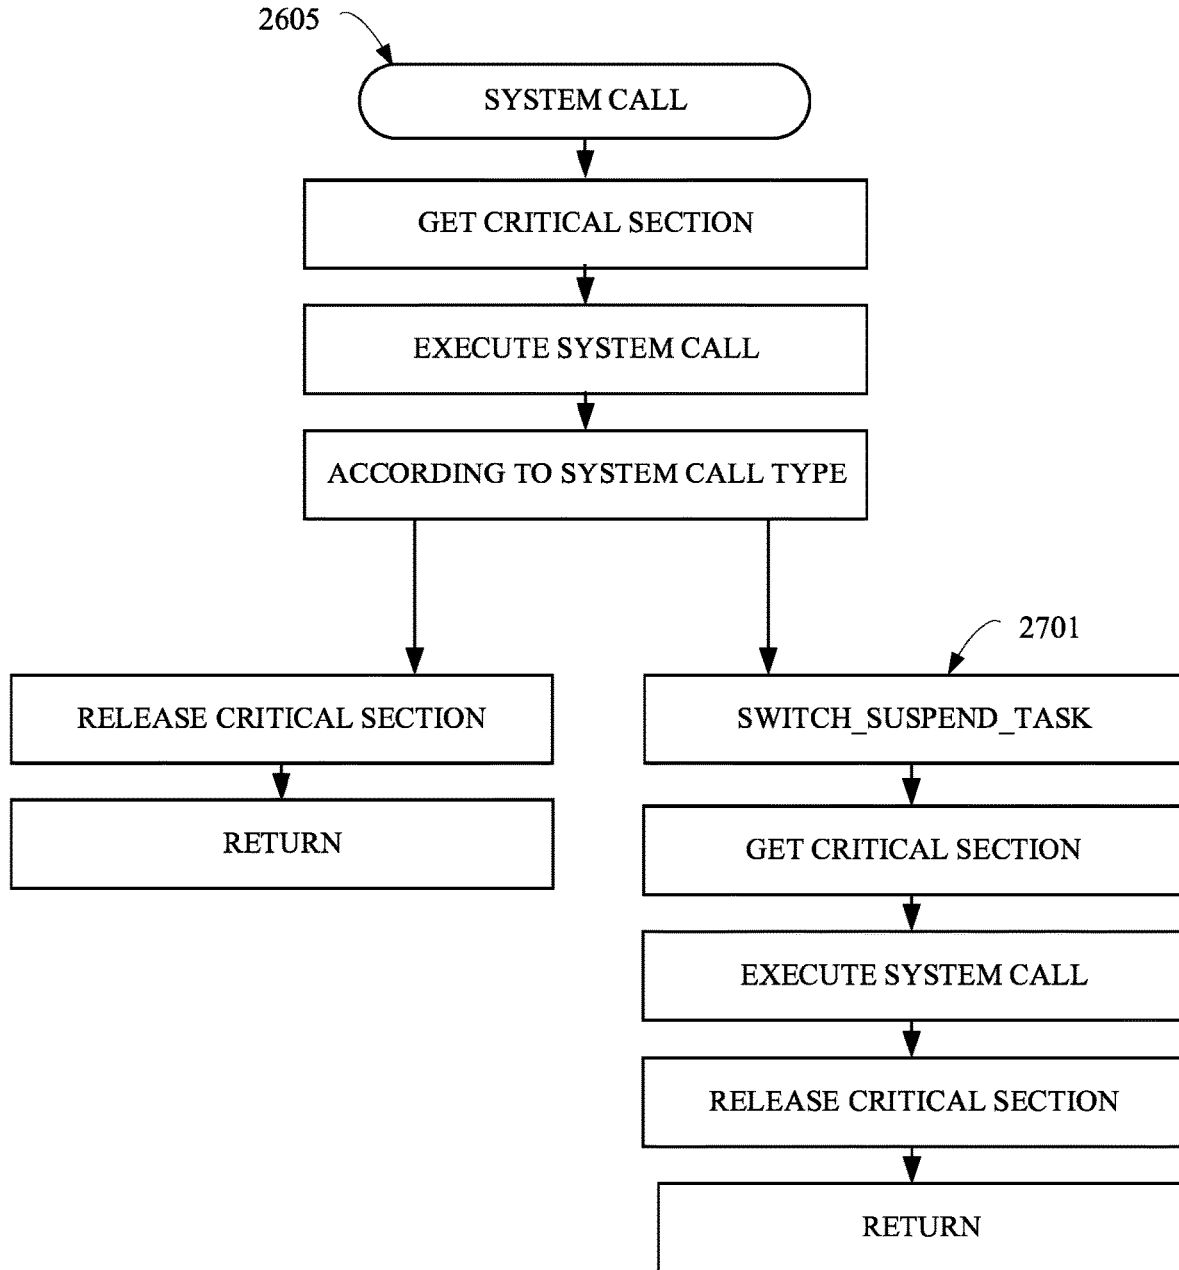 2605
SYSTEM CALL
GET CRITICAL SECTION
EXECUTE SYSTEM CALL
ACCORDING TO SYSTEM CALL TYPE
2701
RELEASE CRITICAL SECTION
RETURN
SWITCH_SUSPEND_TASK
GET CRITICAL SECTION
EXECUTE SYSTEM CALL
RELEASE CRITICAL SECTION
RETURN